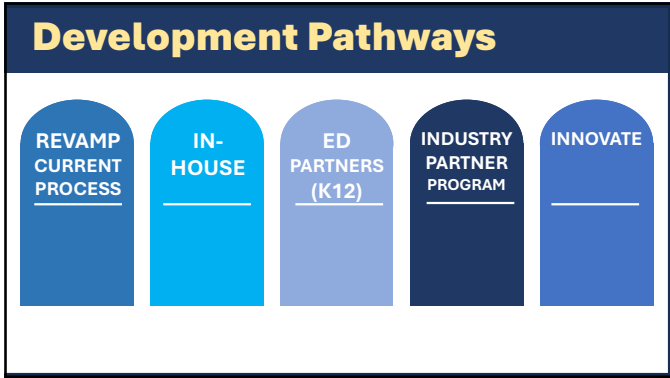 Development Pathways
REVAMP
CURRENT
PROCESS
IN-
HOUSE
ED
PARTNERS
(K12)
INDUSTRY
PARTNER
PROGRAM
INNOVATE